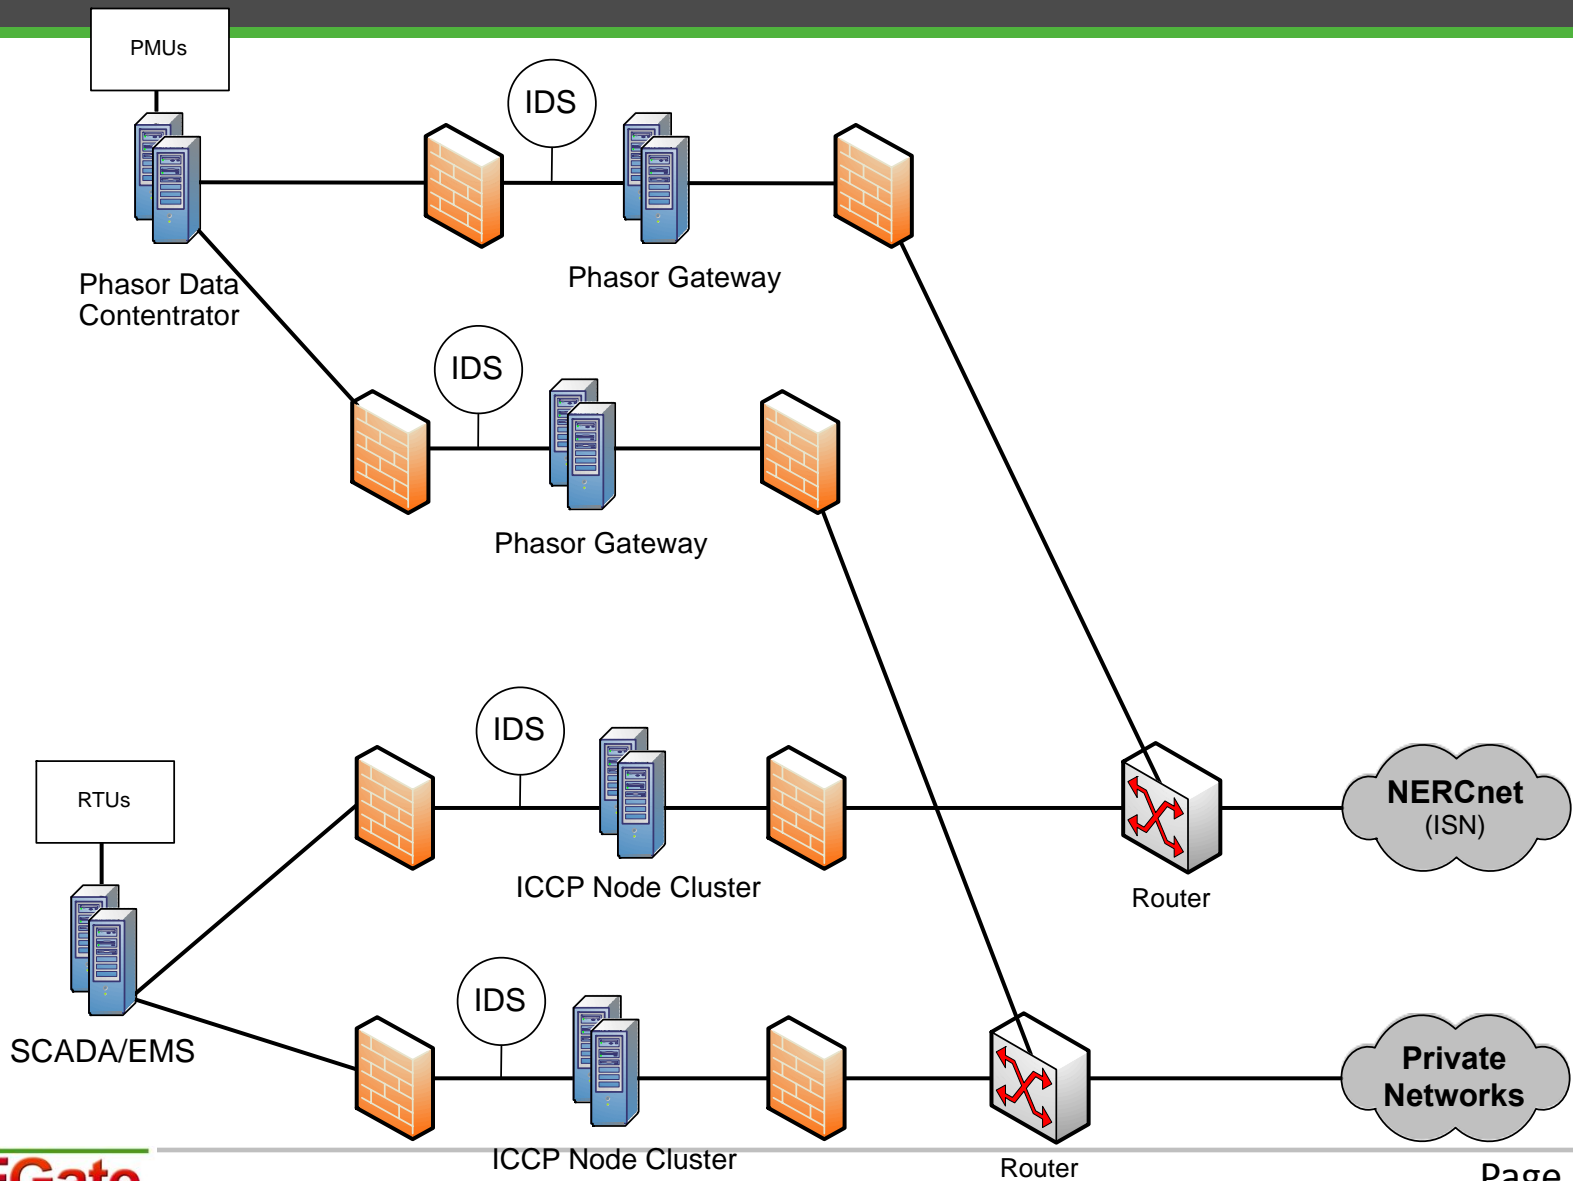 PMUs
IDS
Phasor Data
Contentrator
Phasor Gateway
IDS
Phasor Gateway
IDS
RTUs
NERCnet
(ISN)
ICCP Node Cluster
Router
IDS
SCADA/EMS
Private
Networks
ICCP Node Cluster
Router
Page